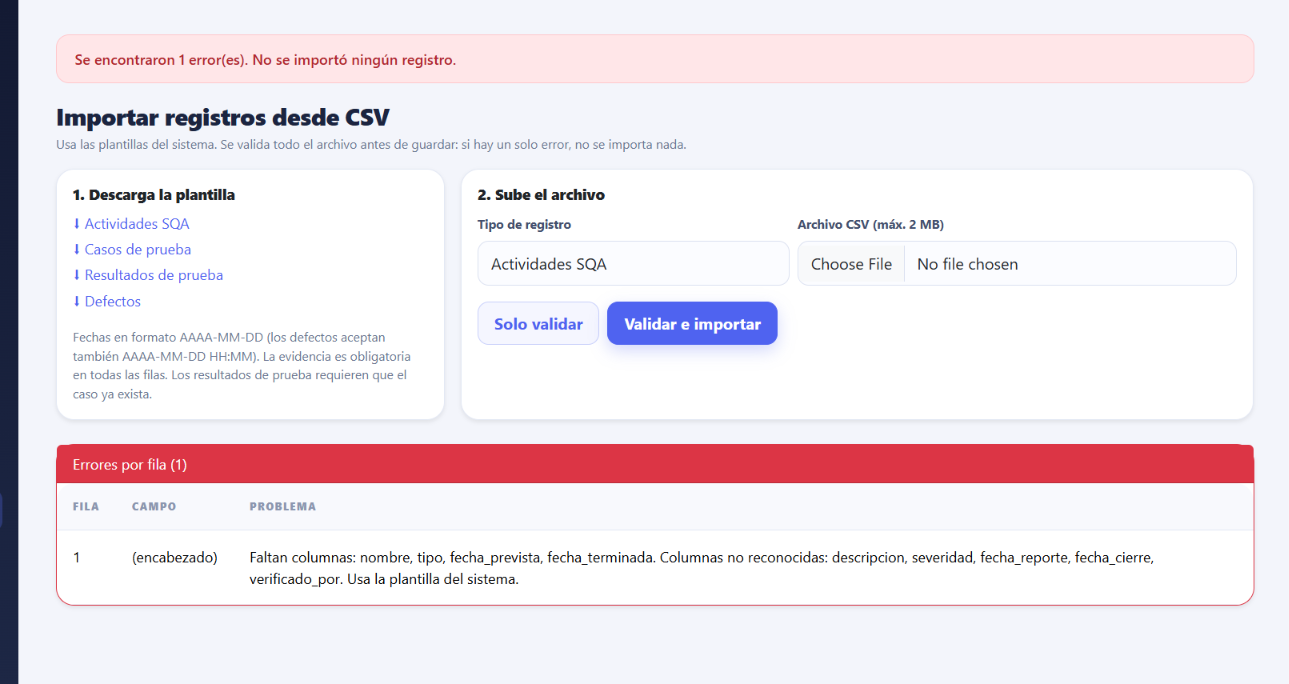 Se encontraron 1 error(es). No se importó ningún registro.
Importar registros desde CSV
Usa las plantillas del sistema. Se valida todo el archivo antes de guardar: si hay un solo error, no se importa nada.
1. Descarga la plantilla
⬇ Actividades SQA
⬇ Casos de prueba
⬇ Resultados de prueba
⬇ Defectos
Fechas en formato AAAA-MM-DD (los defectos aceptan
también AAAA-MM-DD HH:MM). La evidencia es obligatoria
en todas las filas. Los resultados de prueba requieren que el
caso ya exista.
2. Sube el archivo
Tipo de registro
Actividades SQA
Archivo CSV (máx. 2 MB)
Choose File No file chosen
Solo validar
Validar e importar
Errores por fila (1)
FILA CAMPO PROBLEMA
1 (encabezado) Faltan columnas: nombre, tipo, fecha_prevista, fecha_terminada. Columnas no reconocidas: descripcion, severidad, fecha_reporte, fecha_cierre,
verificado_por. Usa la plantilla del sistema.